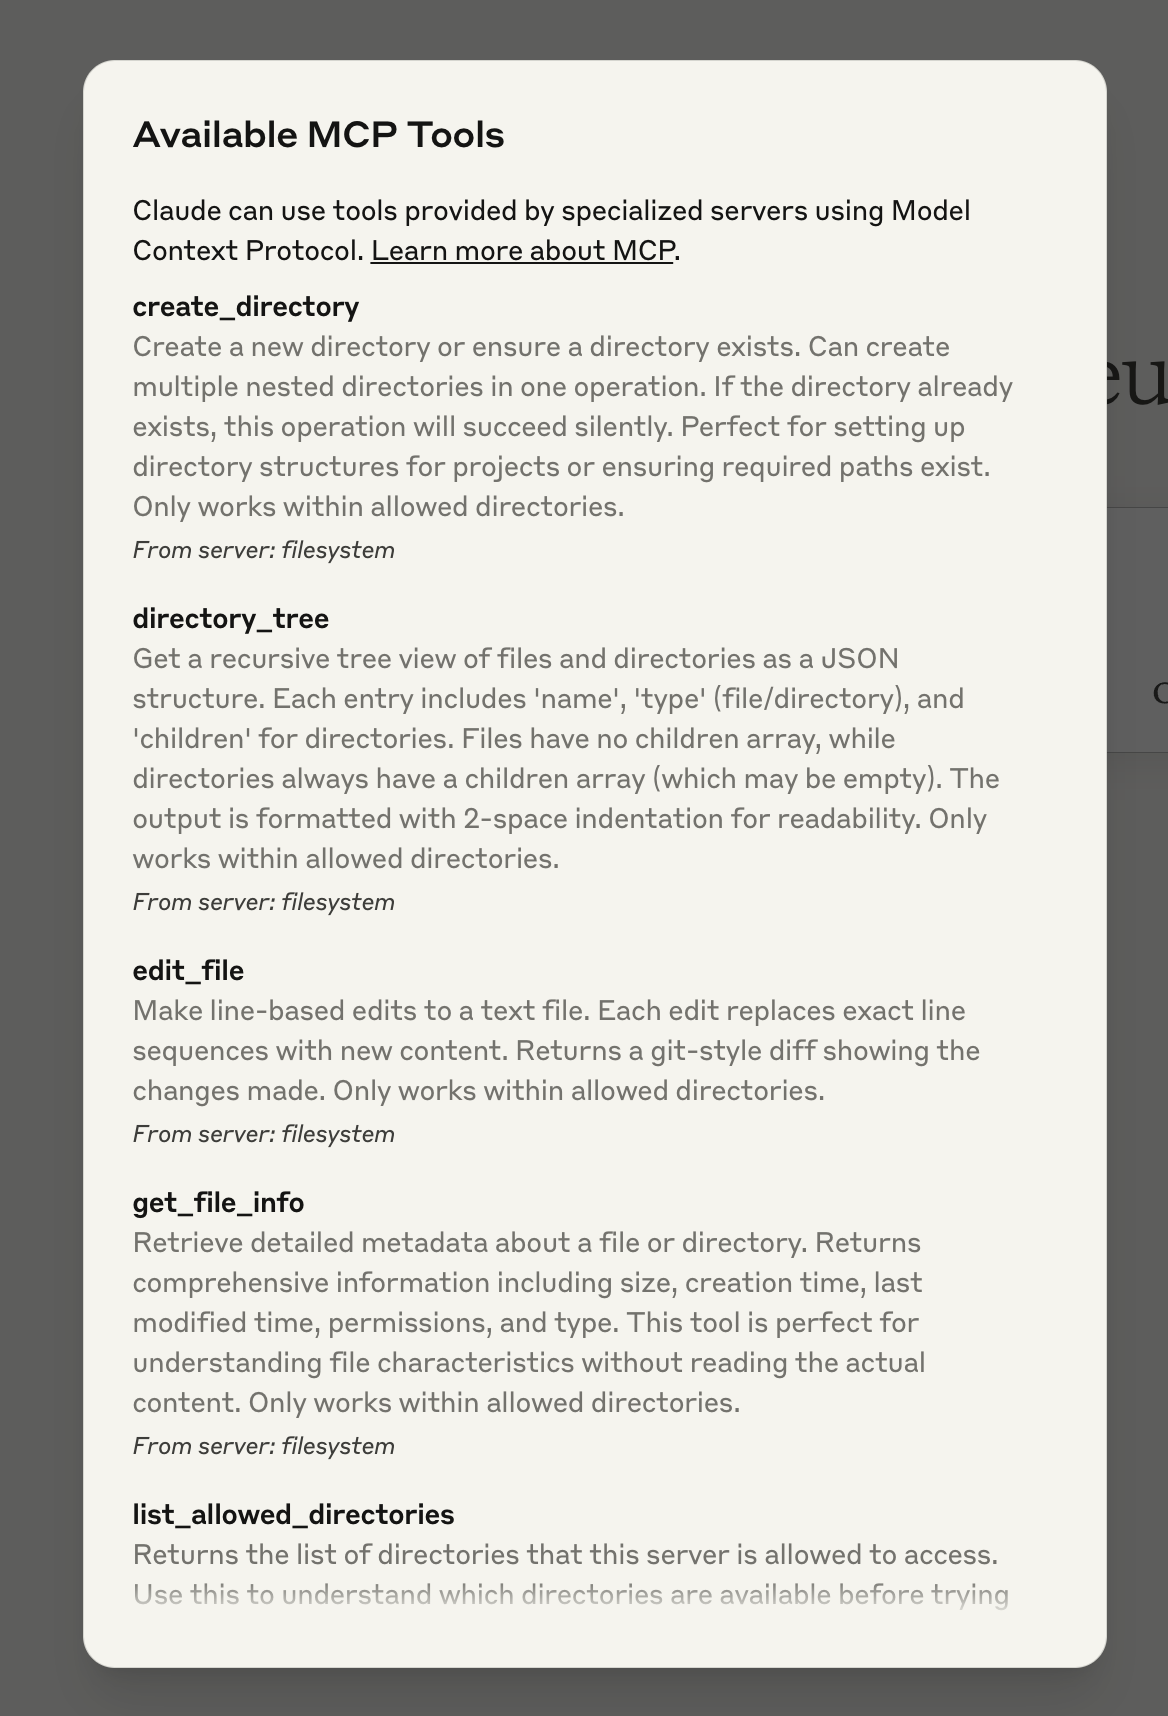 Available MCP Tools
Claude can use tools provided by specialized servers using Model
Context Protocol. Learn more about MCP.
create_directory
Create a new directory or ensure a directory exists. Can create
multiple nested directories in one operation. If the directory already
exists, this operation will succeed silently. Perfect for setting up
directory structures for projects or ensuring required paths exist.
Only works within allowed directories.
From server: filesystem
directory_tree
Get a recursive tree view of files and directories as a JSON
structure. Each entry includes 'name', 'type' (file/directory), and
'children' for directories. Files have no children array, while
directories always have a children array (which may be empty). The
output is formatted with 2-space indentation for readability. Only
works within allowed directories.
From server: filesystem
edit_file
Make line-based edits to a text file. Each edit replaces exact line
sequences with new content. Returns a git-style diff showing the
changes made. Only works within allowed directories.
From server: filesystem
get_file_info
Retrieve detailed metadata about a file or directory. Returns
comprehensive information including size, creation time, last
modified time, permissions, and type. This tool is perfect for
understanding file characteristics without reading the actual
content. Only works within allowed directories.
From server: filesystem
list_allowed_directories
Returns the list of directories that this server is allowed to access.
Use this to understand which directories are available before trying